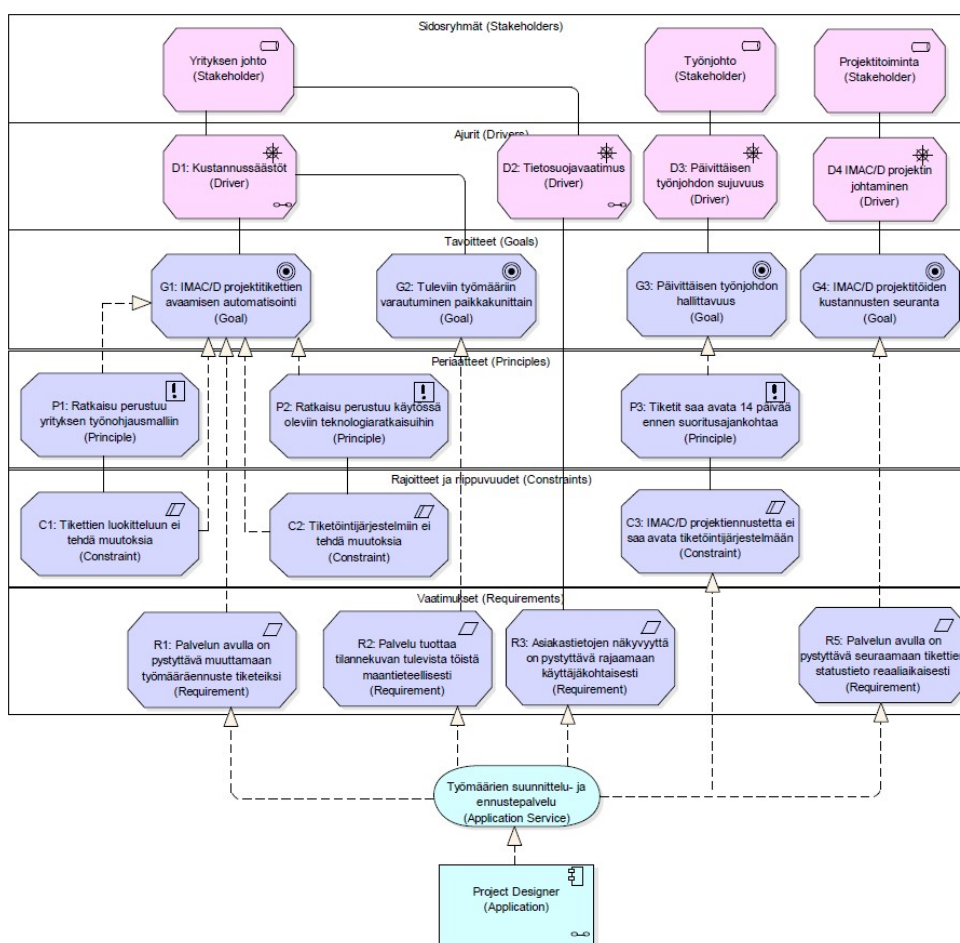 Sidosryhmät (Stakeholders)
Yrityksen johto
(Stakeholder)
Työnjohto
(Stakeholder)
Projektitoiminta
(Stakeholder)
Ajurit (Drivers)
D1: Kustannussäästöt
(Driver)
D2: Tietosuojavaatimus
(Driver)
D3: Päivittäisen
työnjohdon sujuvuus
(Driver)
D4 IMAC/D projektin
johtaminen
(Driver)
Tavoitteet (Goals)
G1: IMAC/D projektitikettien
avaamisen automatisointi
(Goal)
G2: Tuleviin työmääriin
varautuminen paikkakunnittain
(Goal)
G3: Päivittäisen työnjohdon
hallittavuus
(Goal)
G4: IMAC/D projektitöiden
kustannusten seuranta
(Goal)
Periaatteet (Principles)
P1: Ratkaisu perustuu
yrityksen työnohjausmalliin
(Principle)
P2: Ratkaisu perustuu käytössä
oleviin teknologiaratkaisuihin
(Principle)
P3: Tiketit saa avata 14 päivää
ennen suoritusajankohtaa
(Principle)
Rajoitteet ja riippuvuudet (Constraints)
C1: Tikettien luokitteluun ei
tehdä muutoksia
(Constraint)
C2: Tiketöintijärjestelmiin ei
tehdä muutoksia
(Constraint)
C3: IMAC/D projektiennustetta ei
saa avata tiketöintijärjestelmään
(Constraint)
Vaatimukset (Requirements)
R1: Palvelun avulla on
pystyttävä muuttamaan
työmääräennuste tiketeiksi
(Requirement)
R2: Palvelu tuottaa
tilannekuvan tulevista töistä
maantieteellisesti
(Requirement)
R3: Asiakastietojen näkyvyyttä
on pystyttävä rajaamaan
käyttäjäkohtaisesti
(Requirement)
R5: Palvelun avulla on
pystyttävä seuraamaan tikettien
statustieto reaaliaikaisesti
(Requirement)
Työmäärien suunnittelu- ja
ennustepalvelu
(Application Service)
Project Designer
(Application)